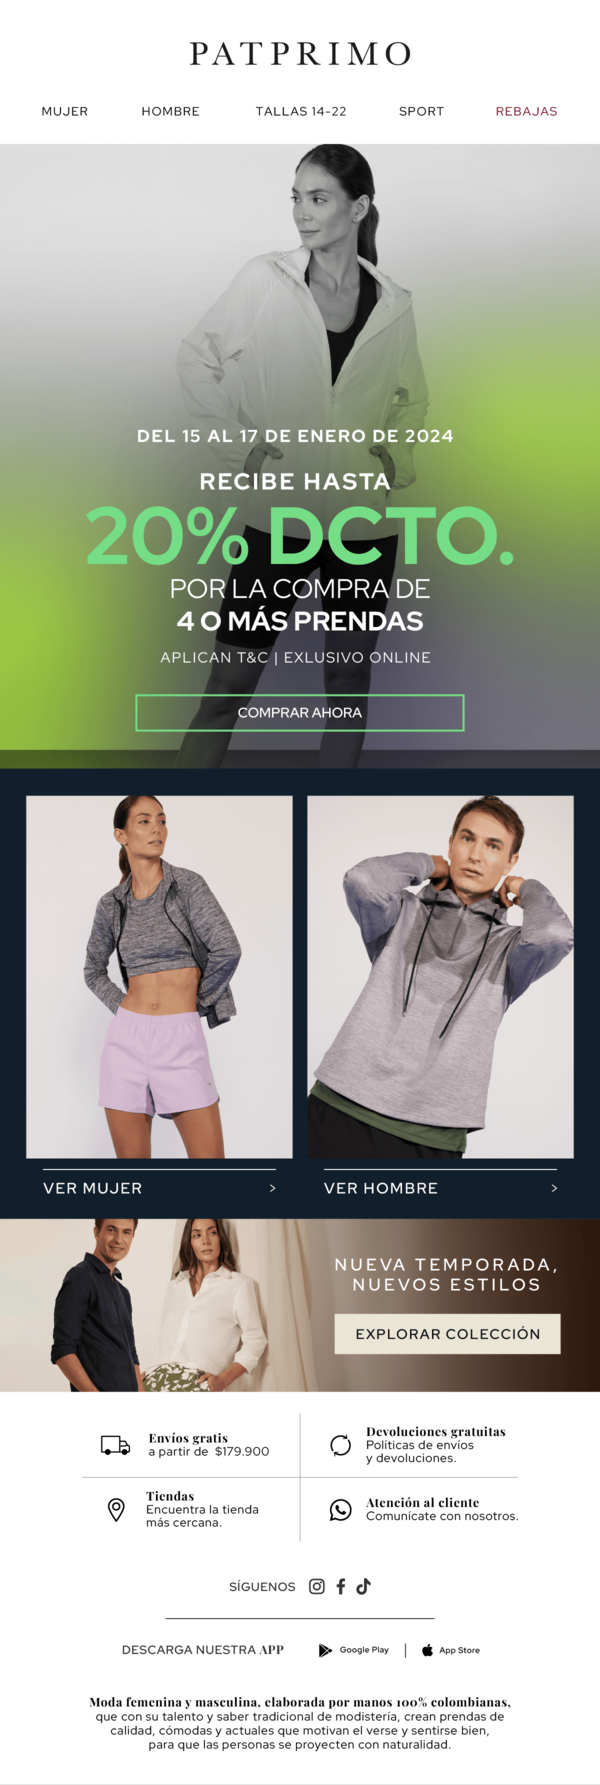 PATPRIMO
MUJER HOMBRE TALLAS 14-22 SPORT REBAJAS
DEL 15 AL 17 DE ENERO DE 2024
RECIBE HASTA
20% DCTO.
POR LA COMPRA DE
4 O MÁS PRENDAS
APLICAN T&C | EXLUSIVO ONLINE
COMPRAR AHORA
VER MUJER >
VER HOMBRE >
NUEVA TEMPORADA,
NUEVOS ESTILOS
EXPLORAR COLECCIÓN
Envíos gratis
a partir de $179.900
Devoluciones gratuitas
Políticas de envíos
y devoluciones.
Tiendas
Encuentra la tienda
más cercana.
Atención al cliente
Comunícate con nosotros.
SÍGUENOS
DESCARGA NUESTRA APP Google Play | App Store
Moda femenina y masculina, elaborada por manos 100% colombianas,
que con su talento y saber tradicional de modistería, crean prendas de
calidad, cómodas y actuales que motivan el verse y sentirse bien,
para que las personas se proyecten con naturalidad.